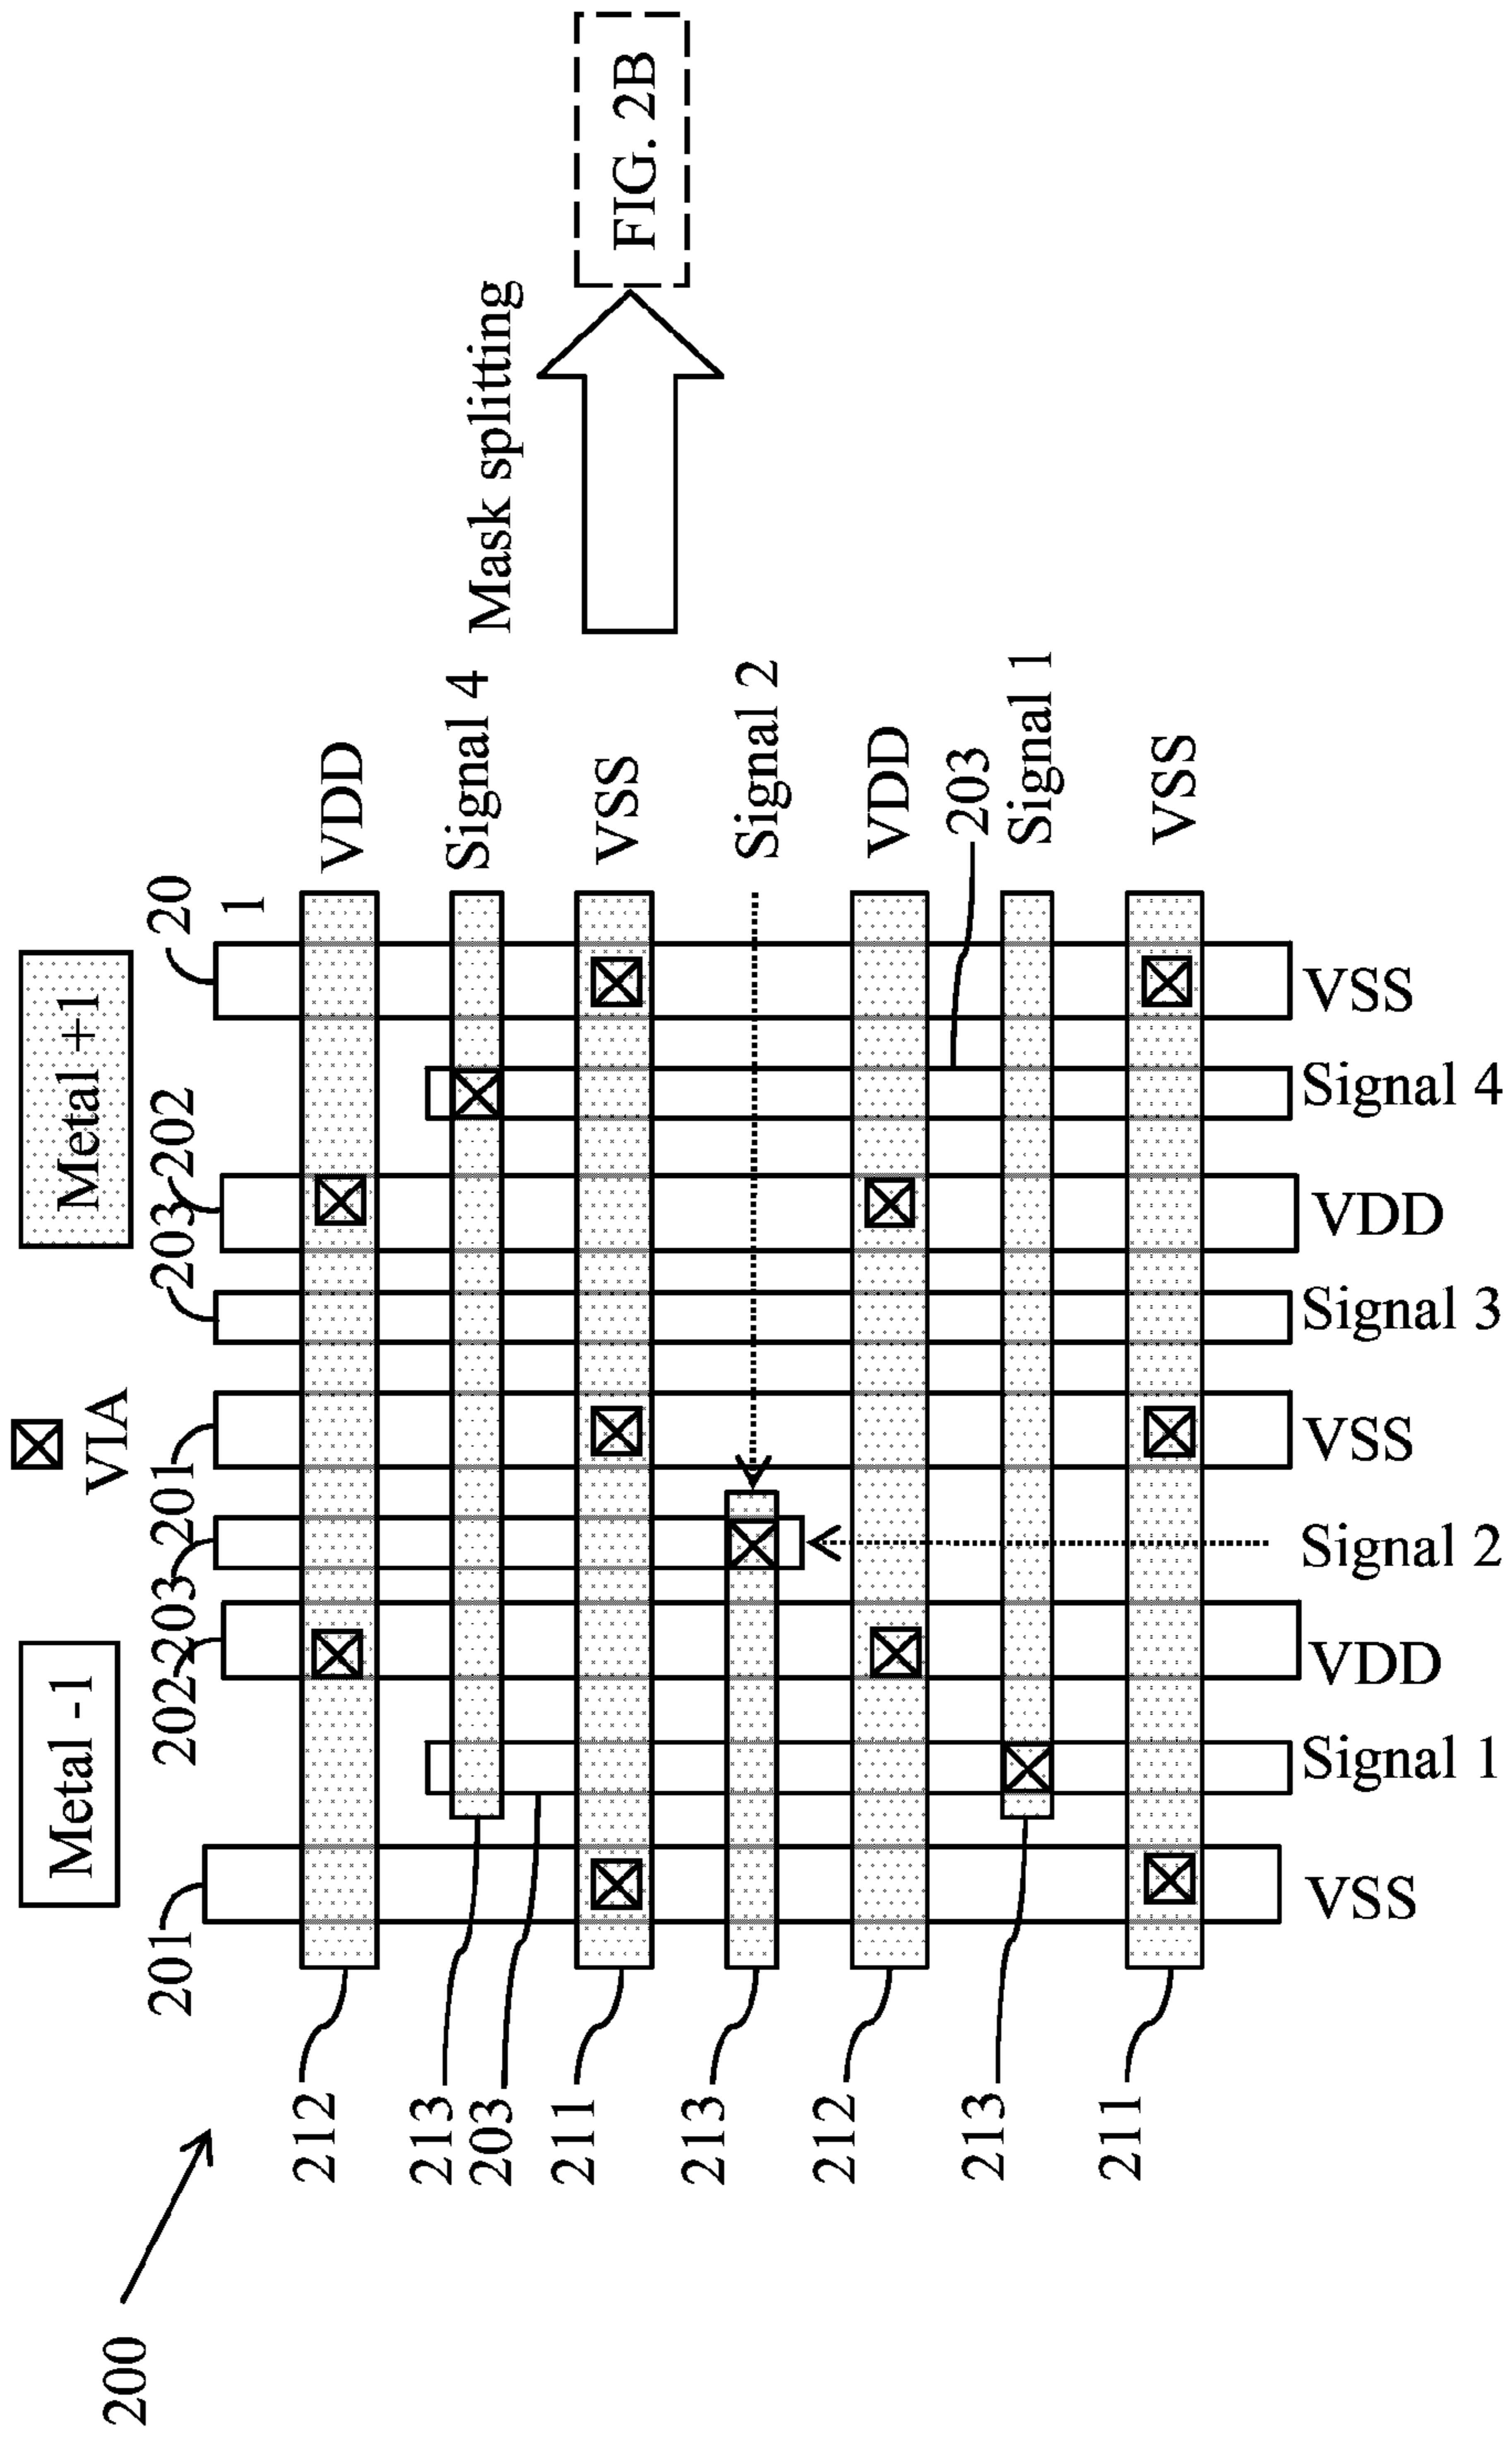 200
Metal -1
VIA
Metal +1
201
202
203
201
203
202
20
1
212
VDD
213
Signal 4
203
211
VSS
213
Signal 2
212
VDD
203
213
Signal 1
211
VSS
VSS
Signal 1
VDD
Signal 2
VSS
Signal 3
VDD
Signal 4
VSS
Mask splitting
FIG. 2B